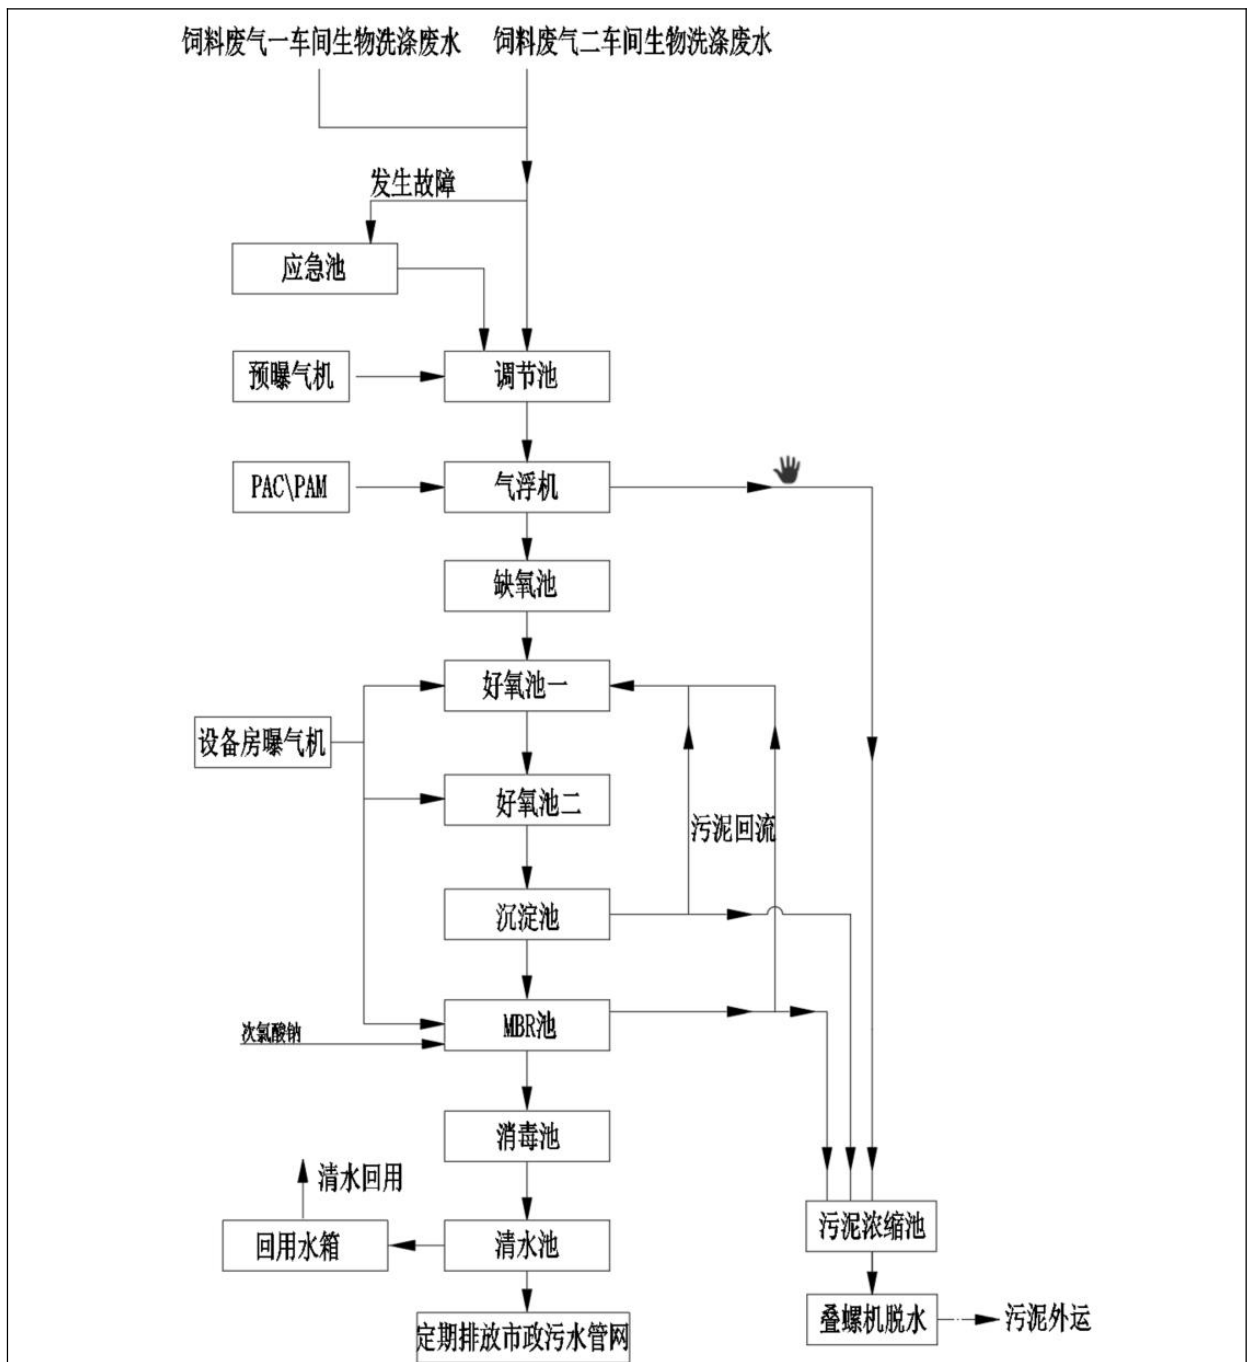 饲料废气一车间生物洗涤废水
饲料废气二车间生物洗涤废水
发生故障
应急池
预曝气机
调节池
PAC\PAM
气浮机
缺氧池
好氧池一
设备房曝气机
好氧池二
污泥回流
沉淀池
次氯酸钠
MBR池
消毒池
清水回用
回用水箱
清水池
污泥浓缩池
定期排放市政污水管网
叠螺机脱水
污泥外运